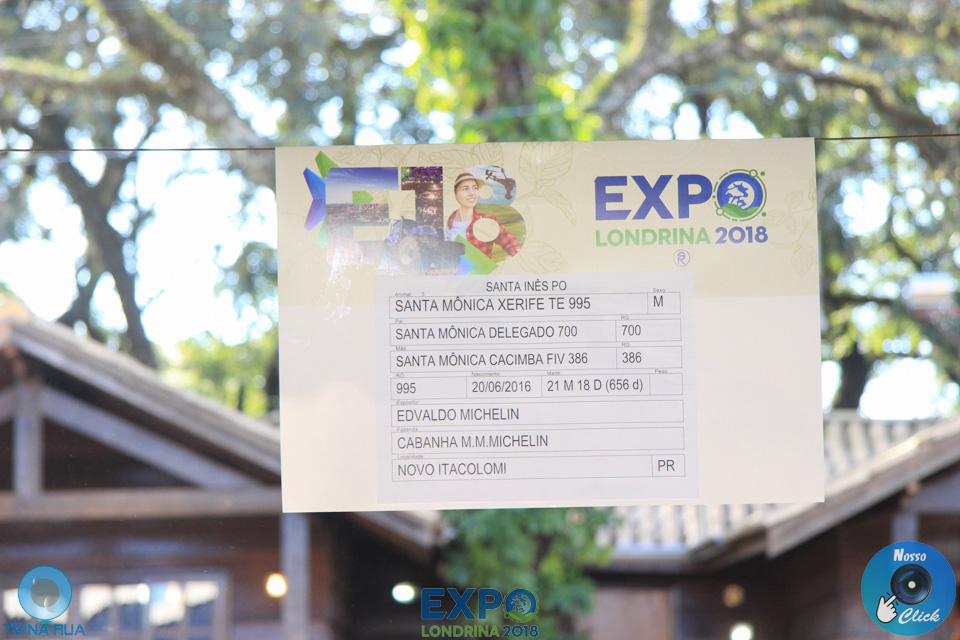 EXPO
LONDRINA 2018
®
SANTA INÊS PO
Animal: 2 Sexo
SANTA MÔNICA XERIFE TE 995 M
Pai: RG:
SANTA MÔNICA DELEGADO 700 700
Mãe: RG:
SANTA MÔNICA CACIMBA FIV 386 386
RG: Nascimento: Idade: Peso:
995 20/06/2016 21 M 18 D (656 d)
Expositor:
EDVALDO MICHELIN
Fazenda:
CABANHA M.M.MICHELIN
Localidade:
NOVO ITACOLOMI PR
TV NA RUA
EXPO
LONDRINA 2018
Nosso
Click